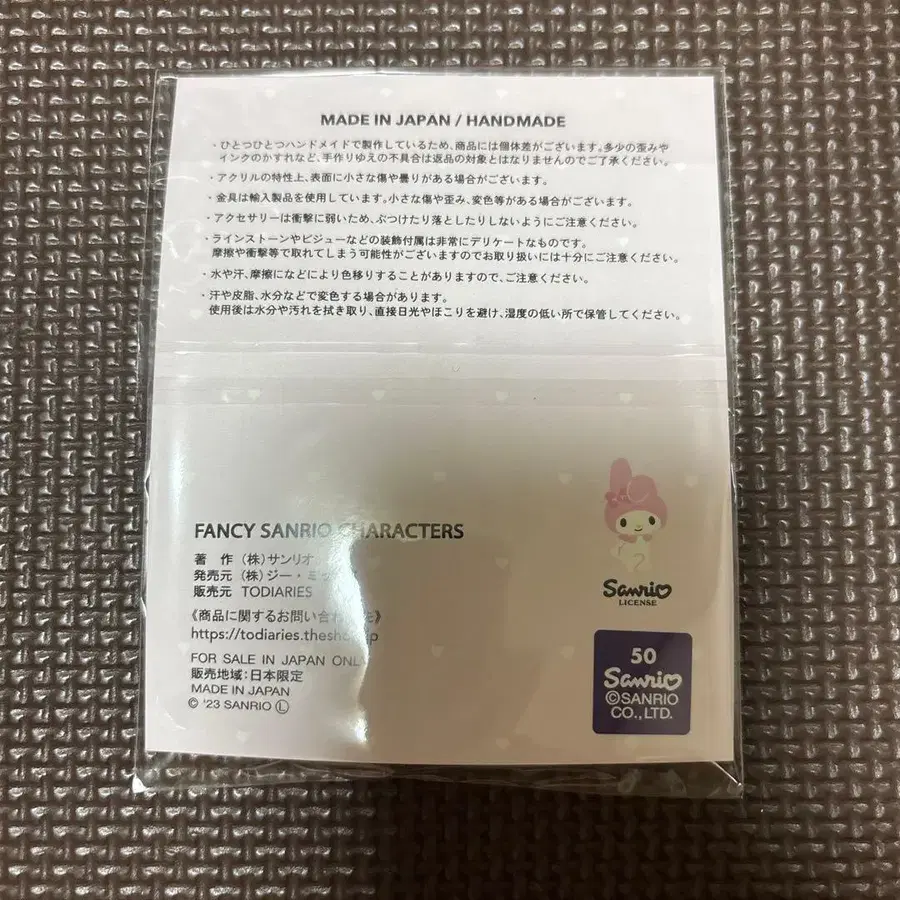 MADE IN JAPAN / HANDMADE
・ひとつひとつハンドメイドで製作しているため、商品には個体差がございます。多少の歪みや
インクのかすれなど、手作りゆえの不具合は返品の対象とはなりませんのでご了承ください。
・アクリルの特性上、表面に小さな傷や曇りがある場合がございます。
・金具は輸入製品を使用しています。小さな傷や歪み、変色等がある場合がございます。
・アクセサリーは衝撃に弱いため、ぶつけたり落としたりしないようにご注意ください。
・ラインストーンやビジューなどの装飾付属は非常にデリケートなものです。
摩擦や衝撃等で取れてしまう可能性がございますのでお取り扱いには十分にご注意ください。
・水や汗、摩擦になどにより色移りすることがありますので、ご注意ください。
・汗や皮脂、水分などで変色する場合があります。
使用後は水分や汚れを拭き取り、直接日光やほこりを避け、湿度の低い所で保管してください。
FANCY SANRIO CHARACTERS
著 作 (株)サンリオ
発売元 (株)ジー・
販売元 TODIARIES
《商品に関するお問い合わせ
https://todiaries.theshop.jp
FOR SALE IN JAPAN ONLY
販売地域:日本限定
MADE IN JAPAN
© '23 SANRIO Ⓛ
Sanrio
LICENSE
50
Sanrio
©SANRIO
CO.,LTD.